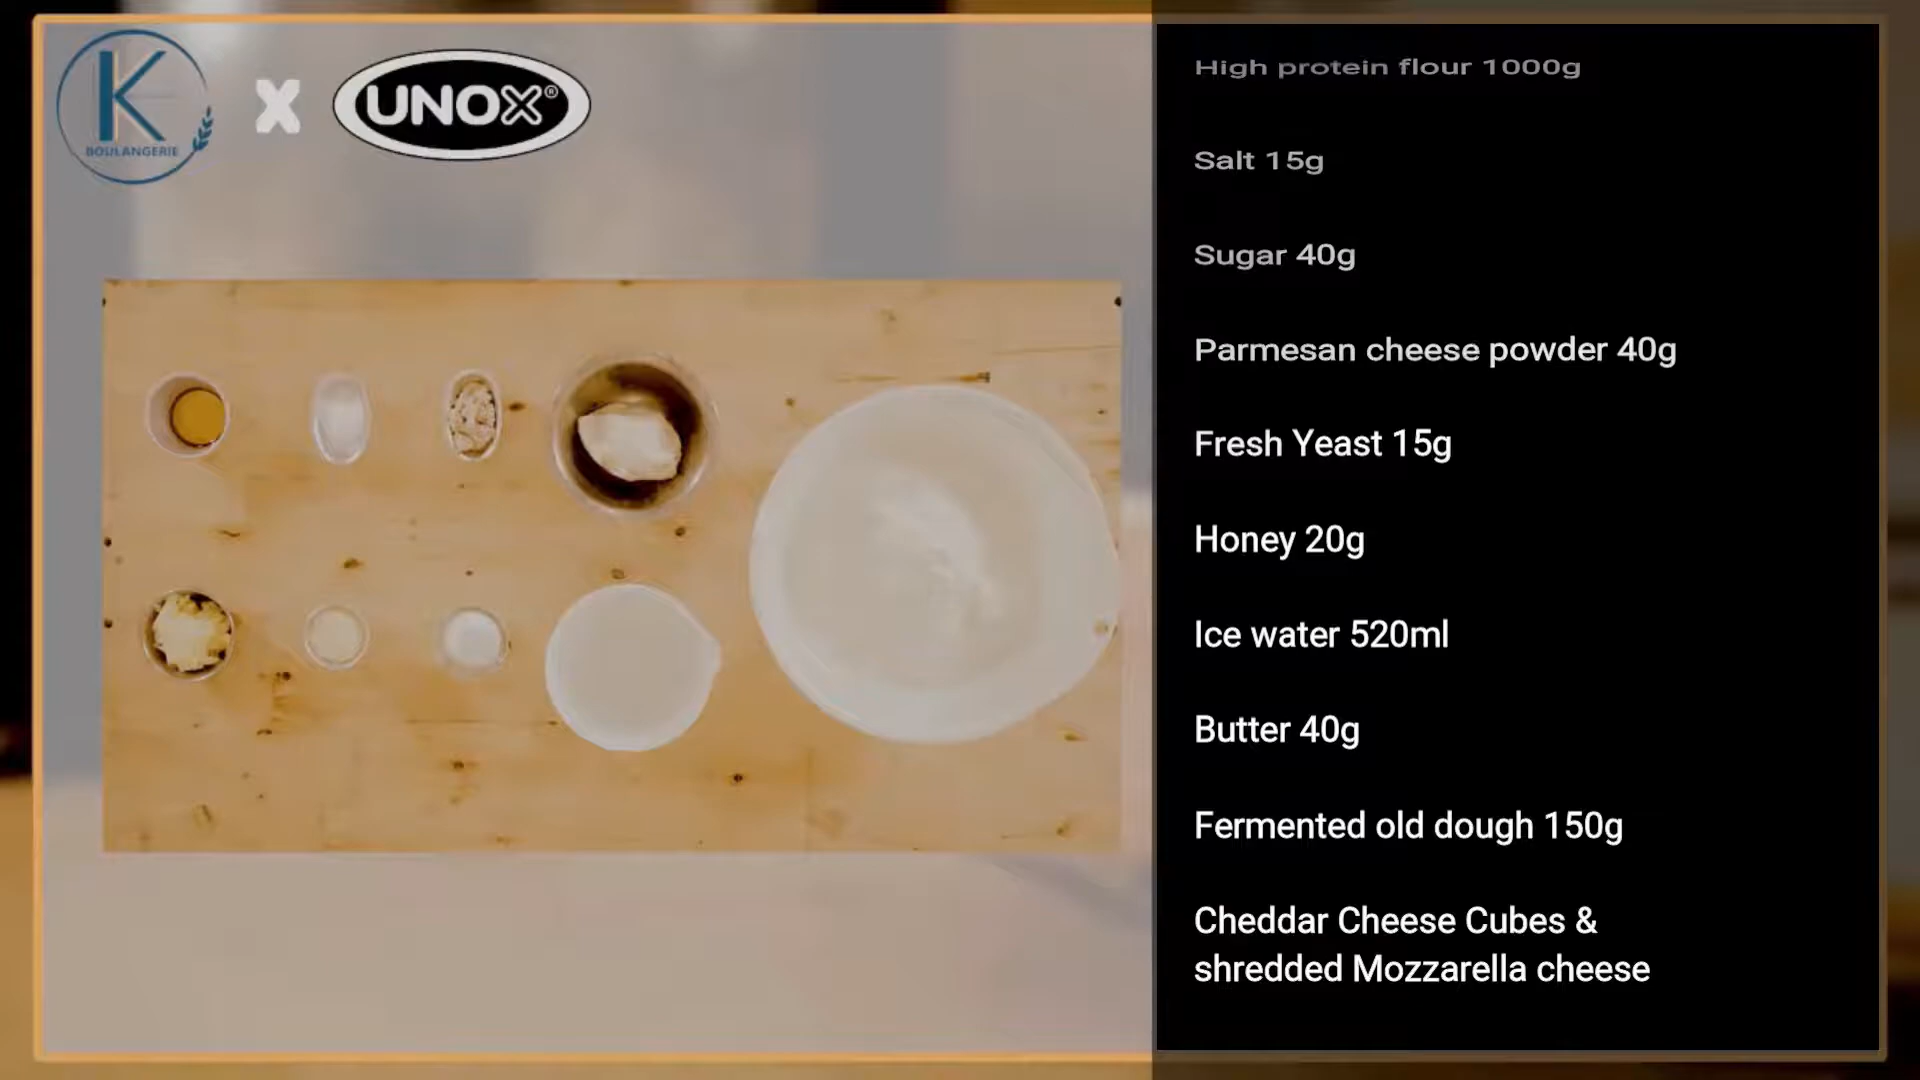 K
BOULANGERIE
X
UNOX®
High protein flour 1000g
Salt 15g
Sugar 40g
Parmesan cheese powder 40g
Fresh Yeast 15g
Honey 20g
Ice water 520ml
Butter 40g
Fermented old dough 150g
Cheddar Cheese Cubes &
shredded Mozzarella cheese